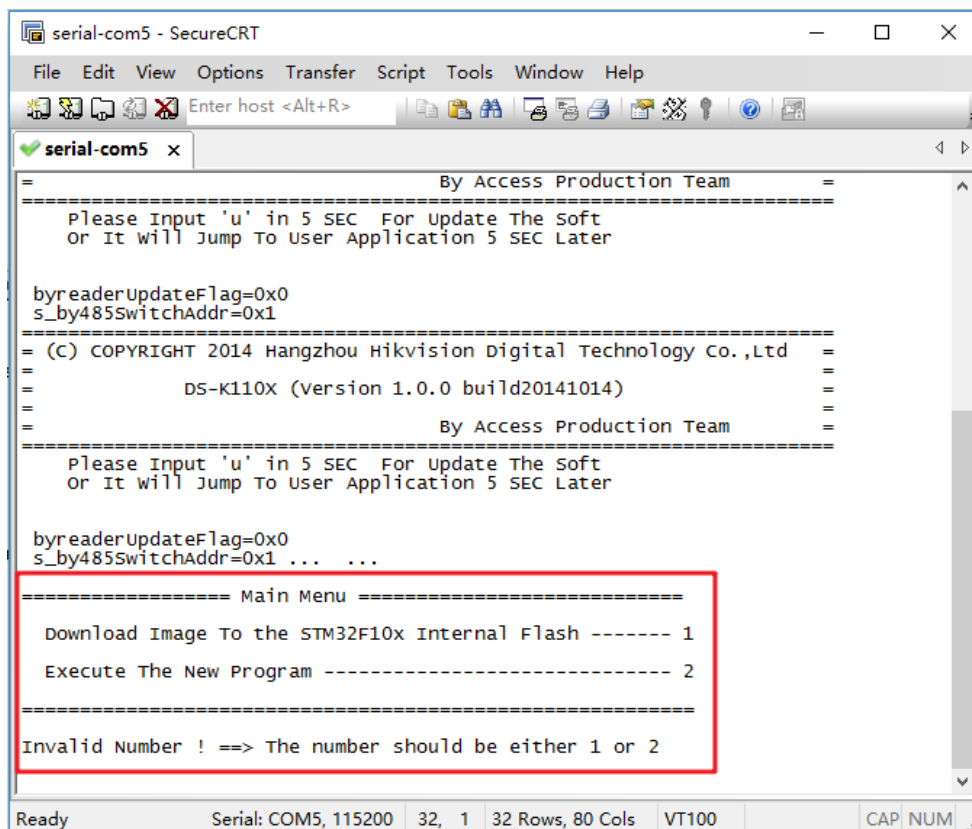 serial-com5 - SecureCRT
File Edit View Options Transfer Script Tools Window Help
Enter host <Alt+R>
serial-com5 x
= By Access Production Team =
======================================================================
Please Input 'u' in 5 SEC For Update The Soft
Or It Will Jump To User Application 5 SEC Later
byreaderUpdateFlag=0x0
s_by485SwitchAddr=0x1
======================================================================
= (C) COPYRIGHT 2014 Hangzhou Hikvision Digital Technology Co.,Ltd =
= =
= DS-K110X (Version 1.0.0 build20141014) =
= =
= By Access Production Team =
======================================================================
Please Input 'u' in 5 SEC For Update The Soft
Or It Will Jump To User Application 5 SEC Later
byreaderUpdateFlag=0x0
s_by485SwitchAddr=0x1 ... ...
================== Main Menu ============================
Download Image To the STM32F10x Internal Flash ------- 1
Execute The New Program ------------------------------ 2
==========================================================
Invalid Number ! ==> The number should be either 1 or 2
Ready Serial: COM5, 115200 32, 1 32 Rows, 80 Cols VT100 CAP NUM